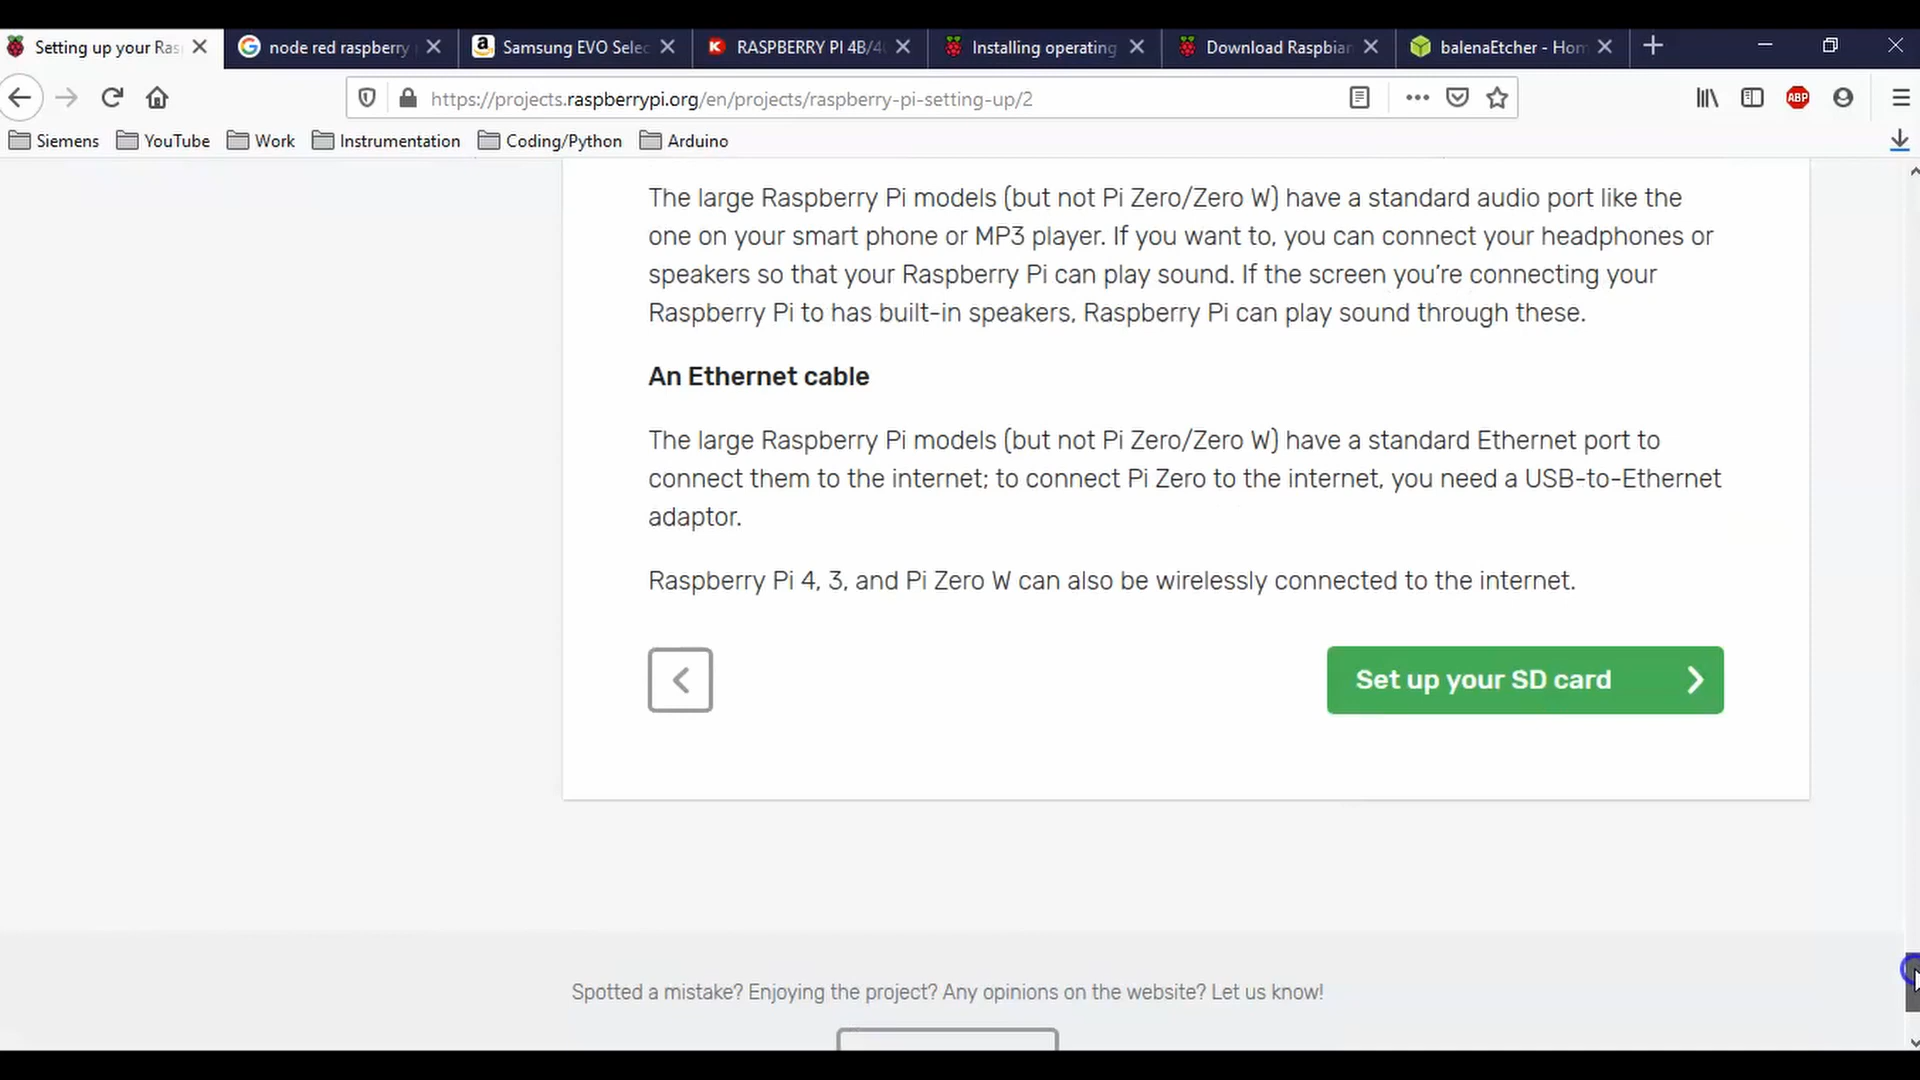 Setting up your Ras
node red raspberry
Samsung EVO Selec
RASPBERRY PI 4B/4
Installing operating
Download Raspbian
balenaEtcher - Hom
https://projects.raspberrypi.org/en/projects/raspberry-pi-setting-up/2
ABP
Siemens
YouTube
Work
Instrumentation
Coding/Python
Arduino
The large Raspberry Pi models (but not Pi Zero/Zero W) have a standard audio port like the
one on your smart phone or MP3 player. If you want to, you can connect your headphones or
speakers so that your Raspberry Pi can play sound. If the screen you’re connecting your
Raspberry Pi to has built-in speakers, Raspberry Pi can play sound through these.
An Ethernet cable
The large Raspberry Pi models (but not Pi Zero/Zero W) have a standard Ethernet port to
connect them to the internet; to connect Pi Zero to the internet, you need a USB-to-Ethernet
adaptor.
Raspberry Pi 4, 3, and Pi Zero W can also be wirelessly connected to the internet.
Set up your SD card
Spotted a mistake? Enjoying the project? Any opinions on the website? Let us know!